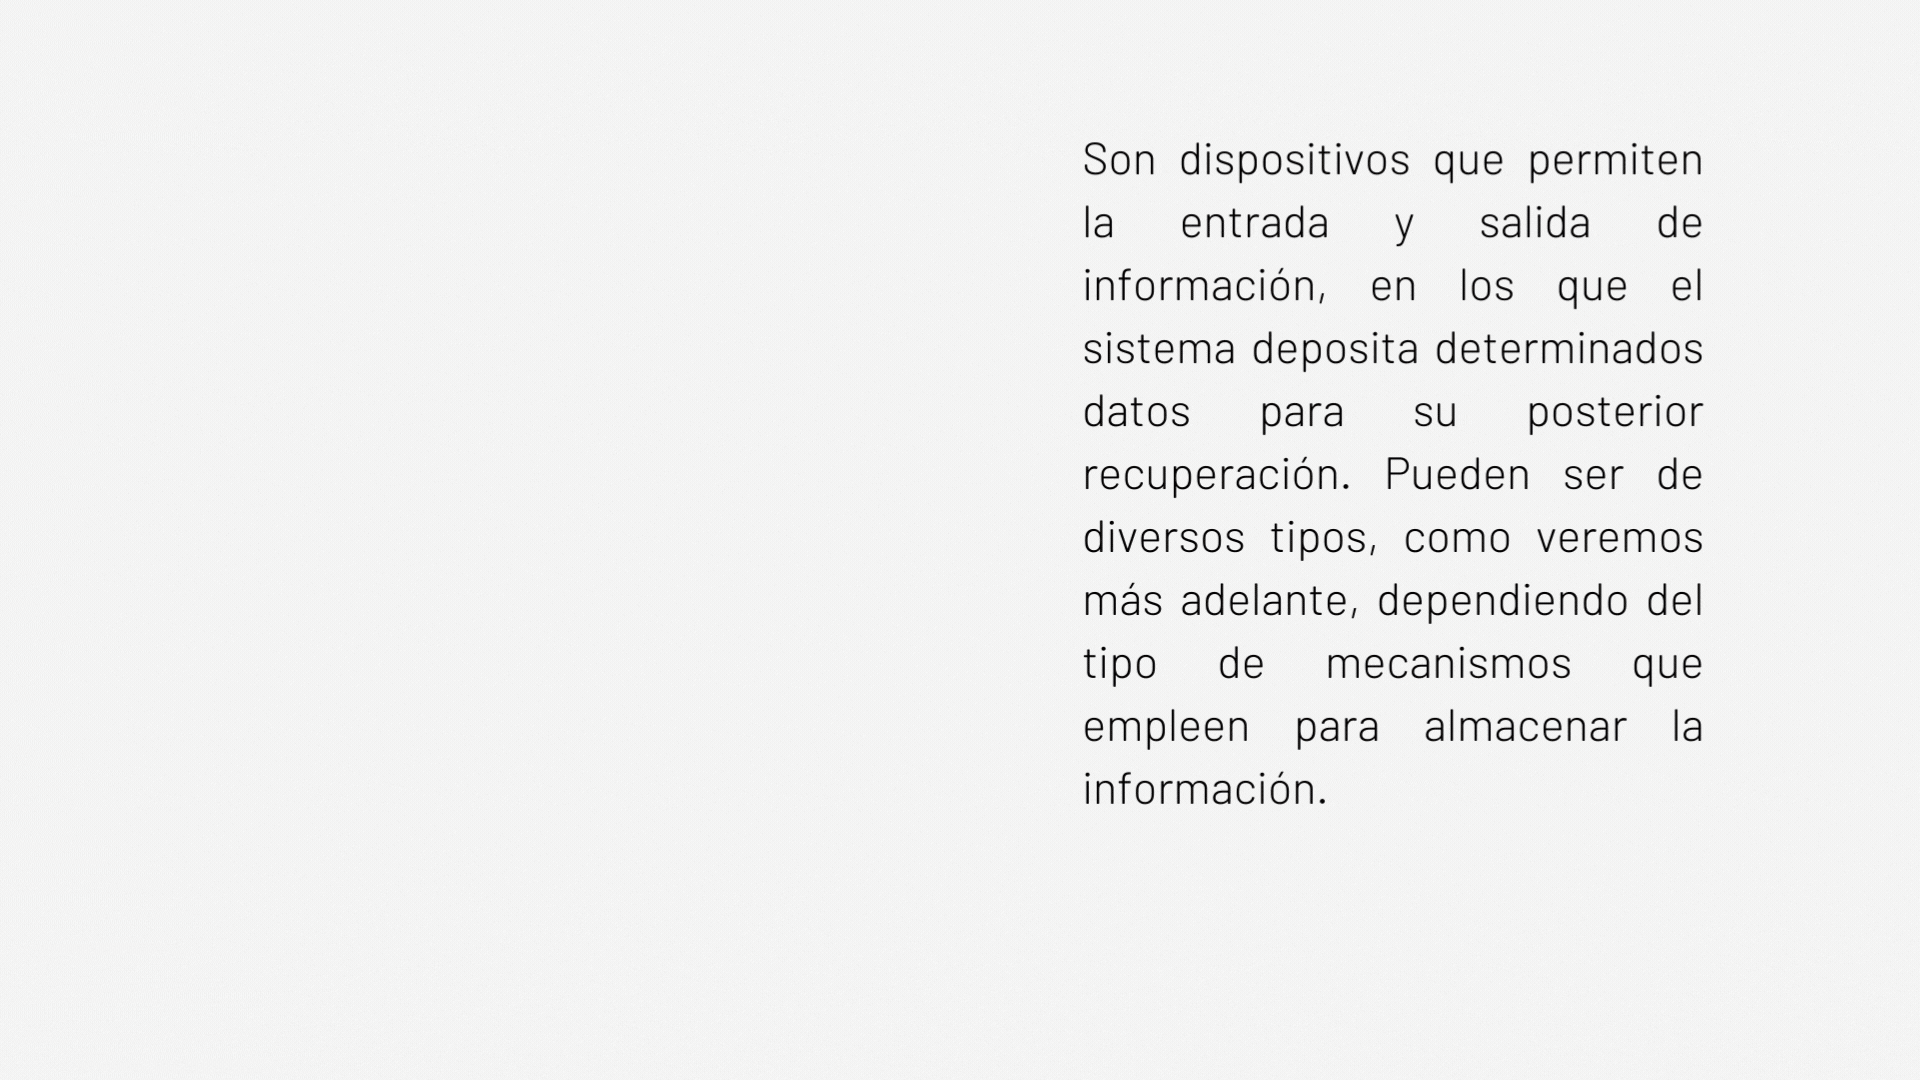 Son dispositivos que permiten
la entrada y salida de
información, en los que el
sistema deposita determinados
datos para su posterior
recuperación. Pueden ser de
diversos tipos, como veremos
más adelante, dependiendo del
tipo de mecanismos que
empleen para almacenar la
información.